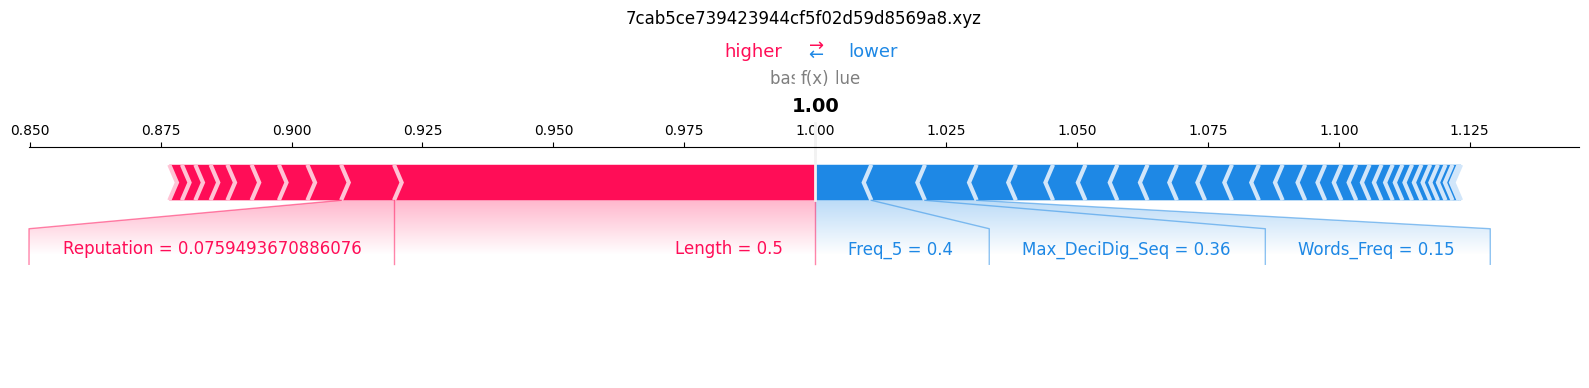 7cab5ce739423944cf5f02d59d8569a8.xyz
higher → ← lower
bas f(x) lue
1.00
0.850 0.875 0.900 0.925 0.950 0.975 1.000 1.025 1.050 1.075 1.100 1.125
Reputation = 0.0759493670886076 Length = 0.5 Freq_5 = 0.4 Max_DeciDig_Seq = 0.36 Words_Freq = 0.15